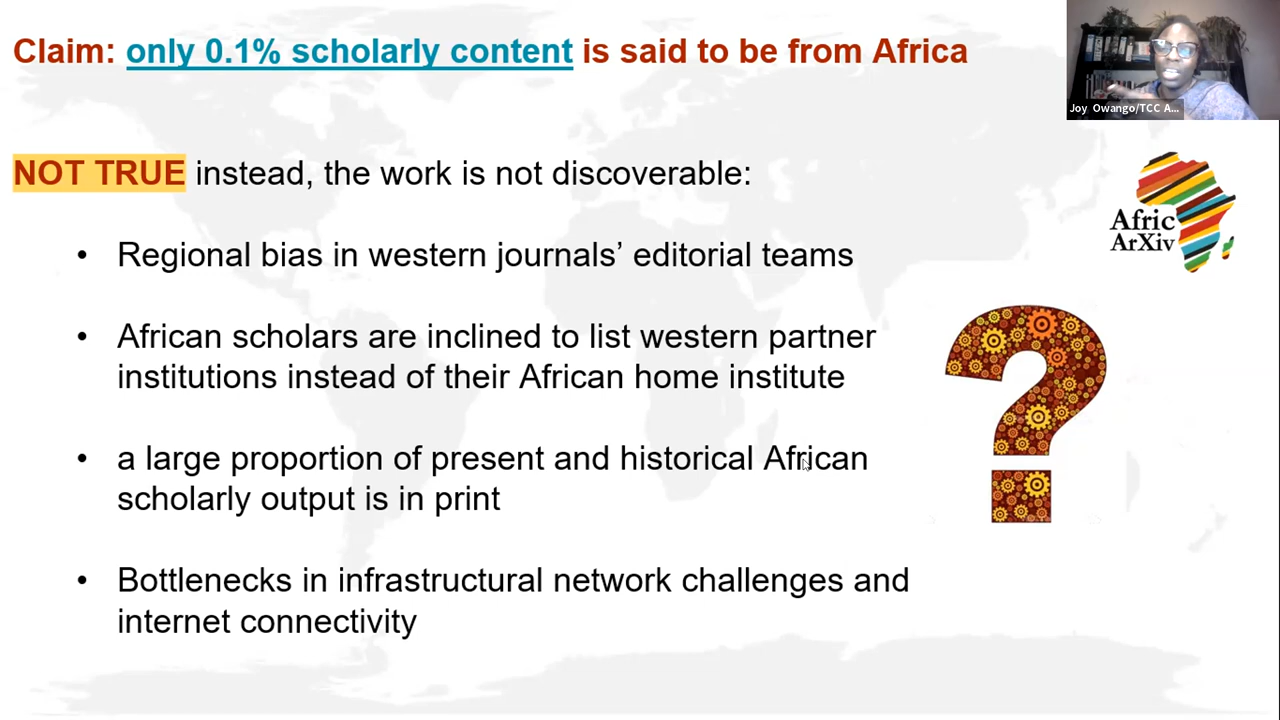 Claim: only 0.1% scholarly content is said to be from Africa
Joy Owango/TCC A...
NOT TRUE instead, the work is not discoverable:
Afric
ArXiv
• Regional bias in western journals’ editorial teams
• African scholars are inclined to list western partner
institutions instead of their African home institute
• a large proportion of present and historical African
scholarly output is in print
• Bottlenecks in infrastructural network challenges and
internet connectivity